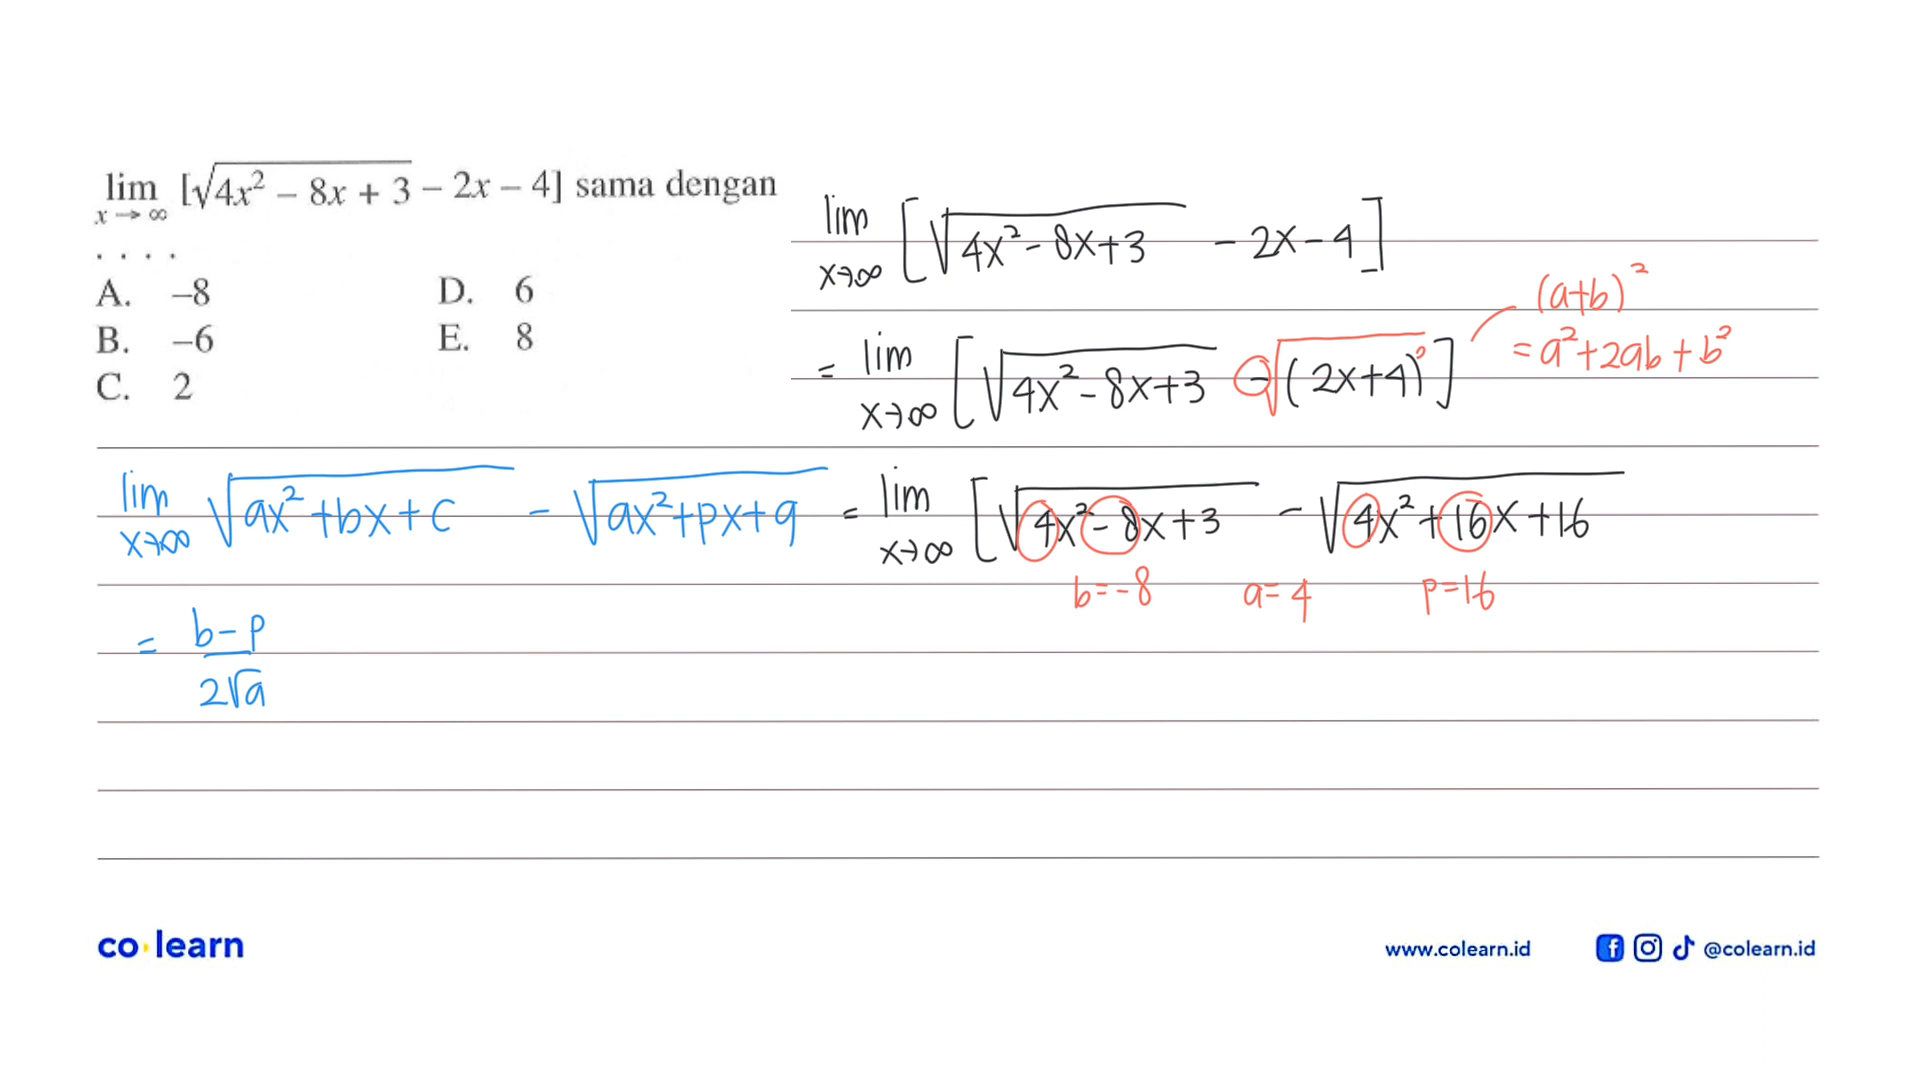 lim x→∞ [√(4x² – 8x + 3) – 2x – 4] sama dengan
. . . .
A. –8
B. –6
C. 2
D. 6
E. 8
lim x→∞ [√(4x² - 8x + 3) - 2x - 4]
= lim x→∞ [√(4x² - 8x + 3) - √(2x + 4)²]
(a+b)²
= a² + 2ab + b²
lim x→∞ √(ax² + bx + c) - √(ax² + px + q)
= lim x→∞ [√(4x² - 8x + 3) - √(4x² + 16x + 16)
b = -8 a = 4 p = 16
= (b - p)/(2√a)
co·learn
www.colearn.id
@colearn.id